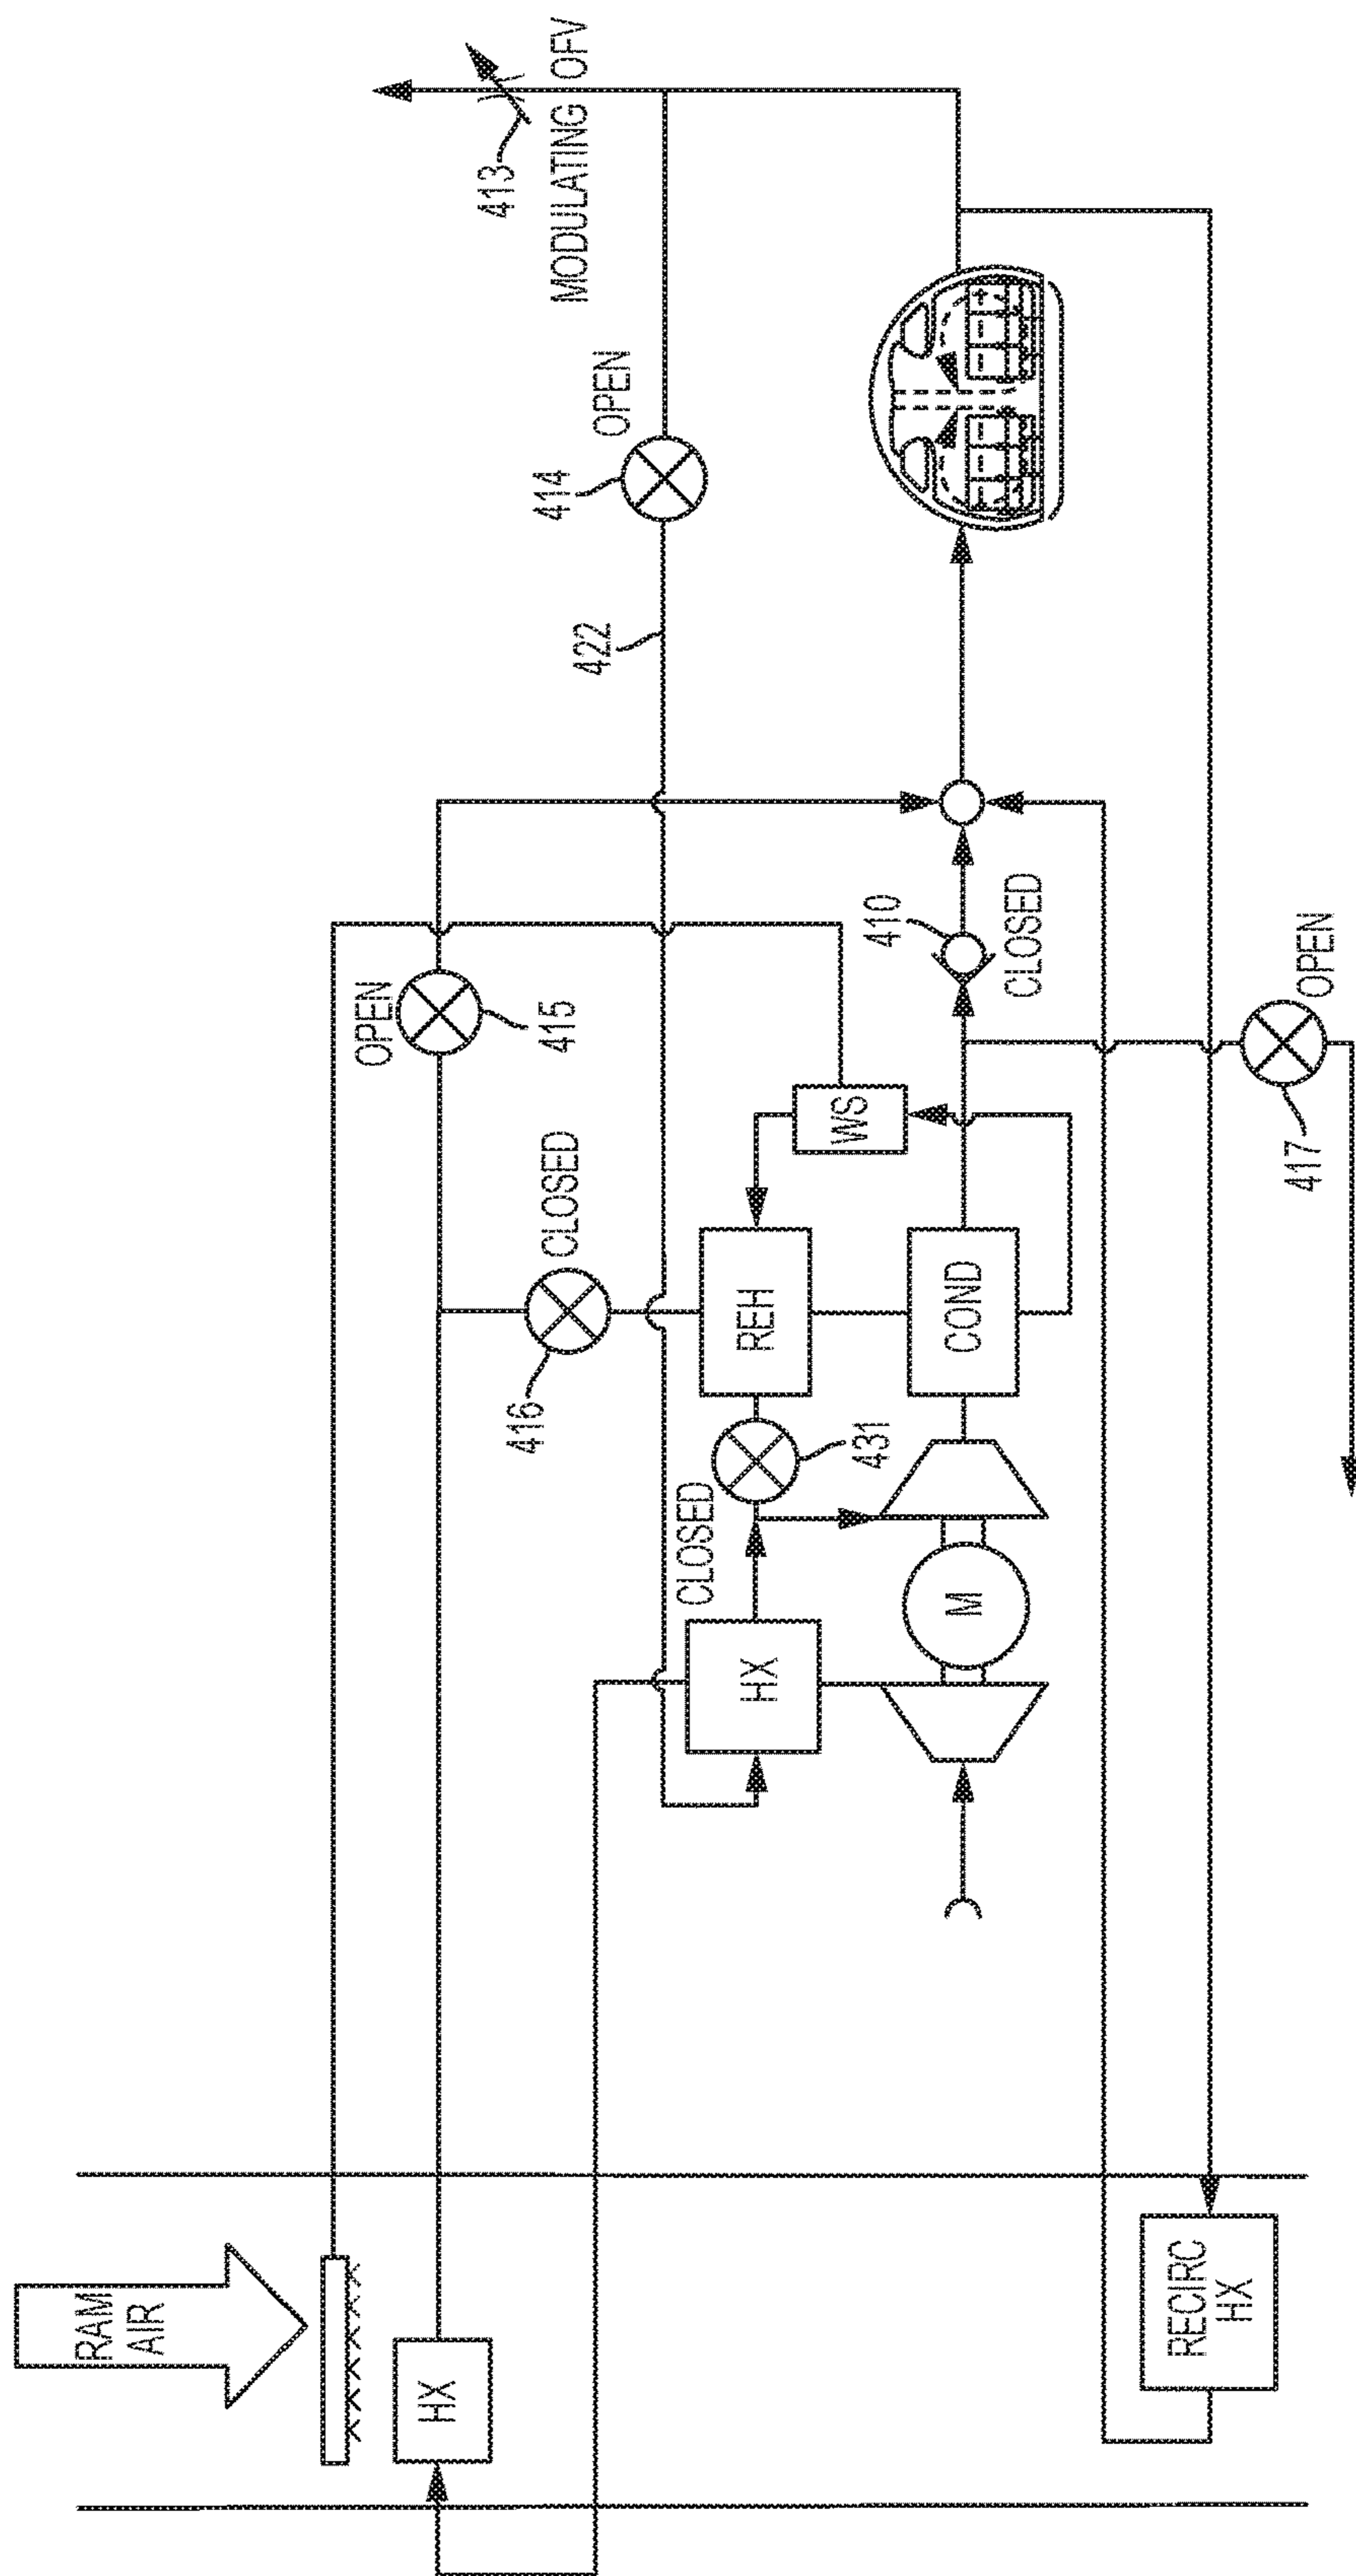 RAM
AIR
HX
RECIRC
HX
HX
M
CLOSED
431
REH
COND
416
CLOSED
WS
OPEN
415
410
CLOSED
417
OPEN
422
414
OPEN
413
MODULATING OFV